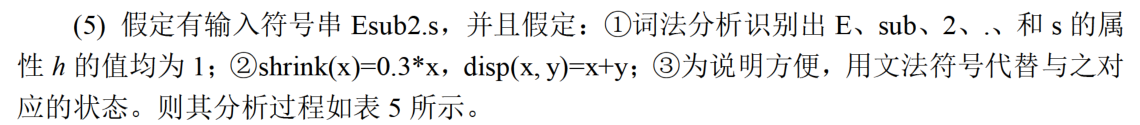 (5) 假定有输入符号串 Esub2.s，并且假定：①词法分析识别出 E、sub、2、.、和 s 的属
性 h 的值均为 1；②shrink(x)=0.3*x，disp(x, y)=x+y；③为说明方便，用文法符号代替与之对
应的状态。则其分析过程如表 5 所示。